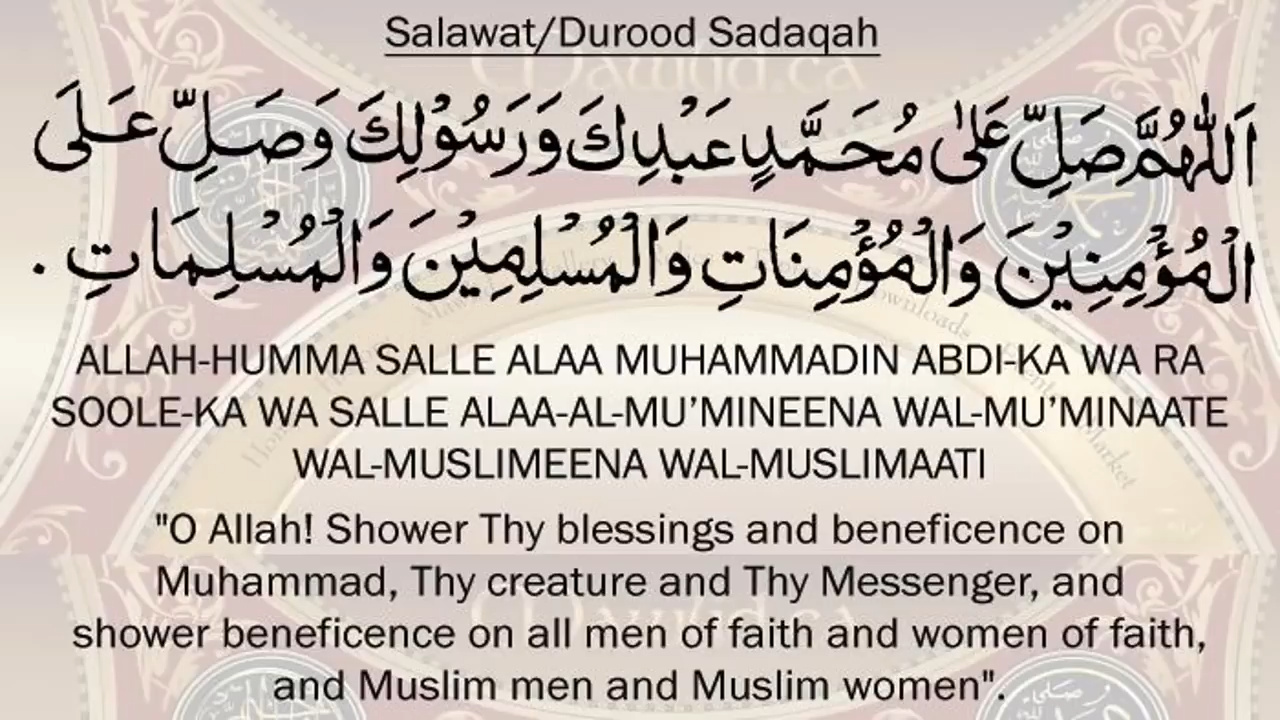 Salawat/Durood Sadaqah
اَللّٰهُمَّ صَلِّ عَلٰى مُحَمَّدٍ عَبْدِكَ وَرَسُوْلِكَ وَصَلِّ عَلَى
الْمُؤْمِنِيْنَ وَالْمُؤْمِنَاتِ وَالْمُسْلِمِيْنَ وَالْمُسْلِمَاتِ .
ALLAH-HUMMA SALLE ALAA MUHAMMADIN ABDI-KA WA RA
SOOLE-KA WA SALLE ALAA-AL-MU’MINEENA WAL-MU’MINAATE
WAL-MUSLIMEENA WAL-MUSLIMAATI
"O Allah! Shower Thy blessings and beneficence on
Muhammad, Thy creature and Thy Messenger, and
shower beneficence on all men of faith and women of faith,
and Muslim men and Muslim women".